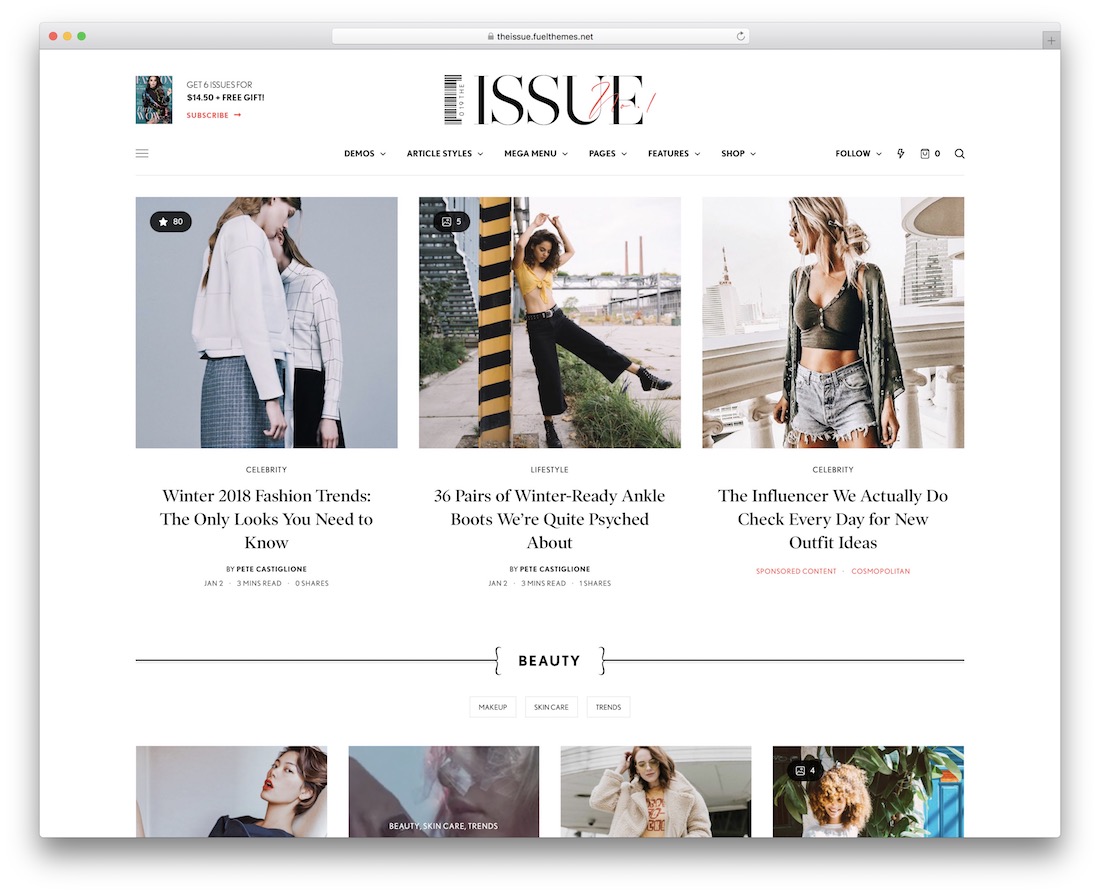 theissue.fuelthemes.net
GET 6 ISSUES FOR
$14.50 + FREE GIFT!
SUBSCRIBE →
THE ISSUE
019
DEMOS ARTICLE STYLES MEGA MENU PAGES FEATURES SHOP FOLLOW 0
80
5
CELEBRITY
Winter 2018 Fashion Trends:
The Only Looks You Need to
Know
BY PETE CASTIGLIONE
JAN 2 · 3 MINS READ · 0 SHARES
LIFESTYLE
36 Pairs of Winter-Ready Ankle
Boots We’re Quite Psyched
About
BY PETE CASTIGLIONE
JAN 2 · 3 MINS READ · 1 SHARES
CELEBRITY
The Influencer We Actually Do
Check Every Day for New
Outfit Ideas
SPONSORED CONTENT · COSMOPOLITAN
BEAUTY
MAKEUP SKIN CARE TRENDS
BEAUTY, SKIN CARE, TRENDS
4